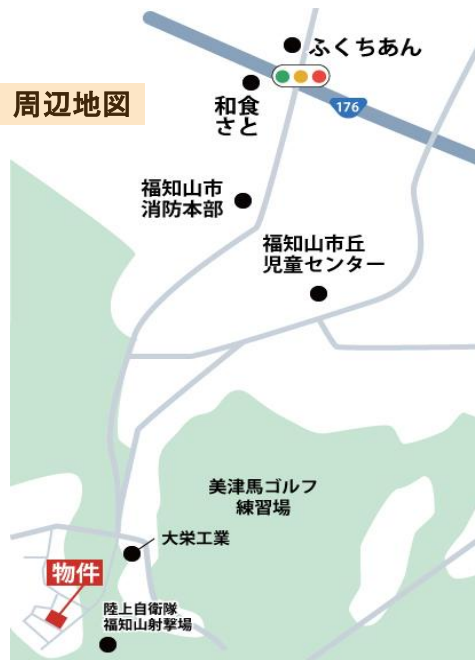 ふくちあん
周辺地図
和食
さと
176
福知山市
消防本部
福知山市丘
児童センター
美津馬ゴルフ
練習場
大栄工業
物件
陸上自衛隊
福知山射撃場